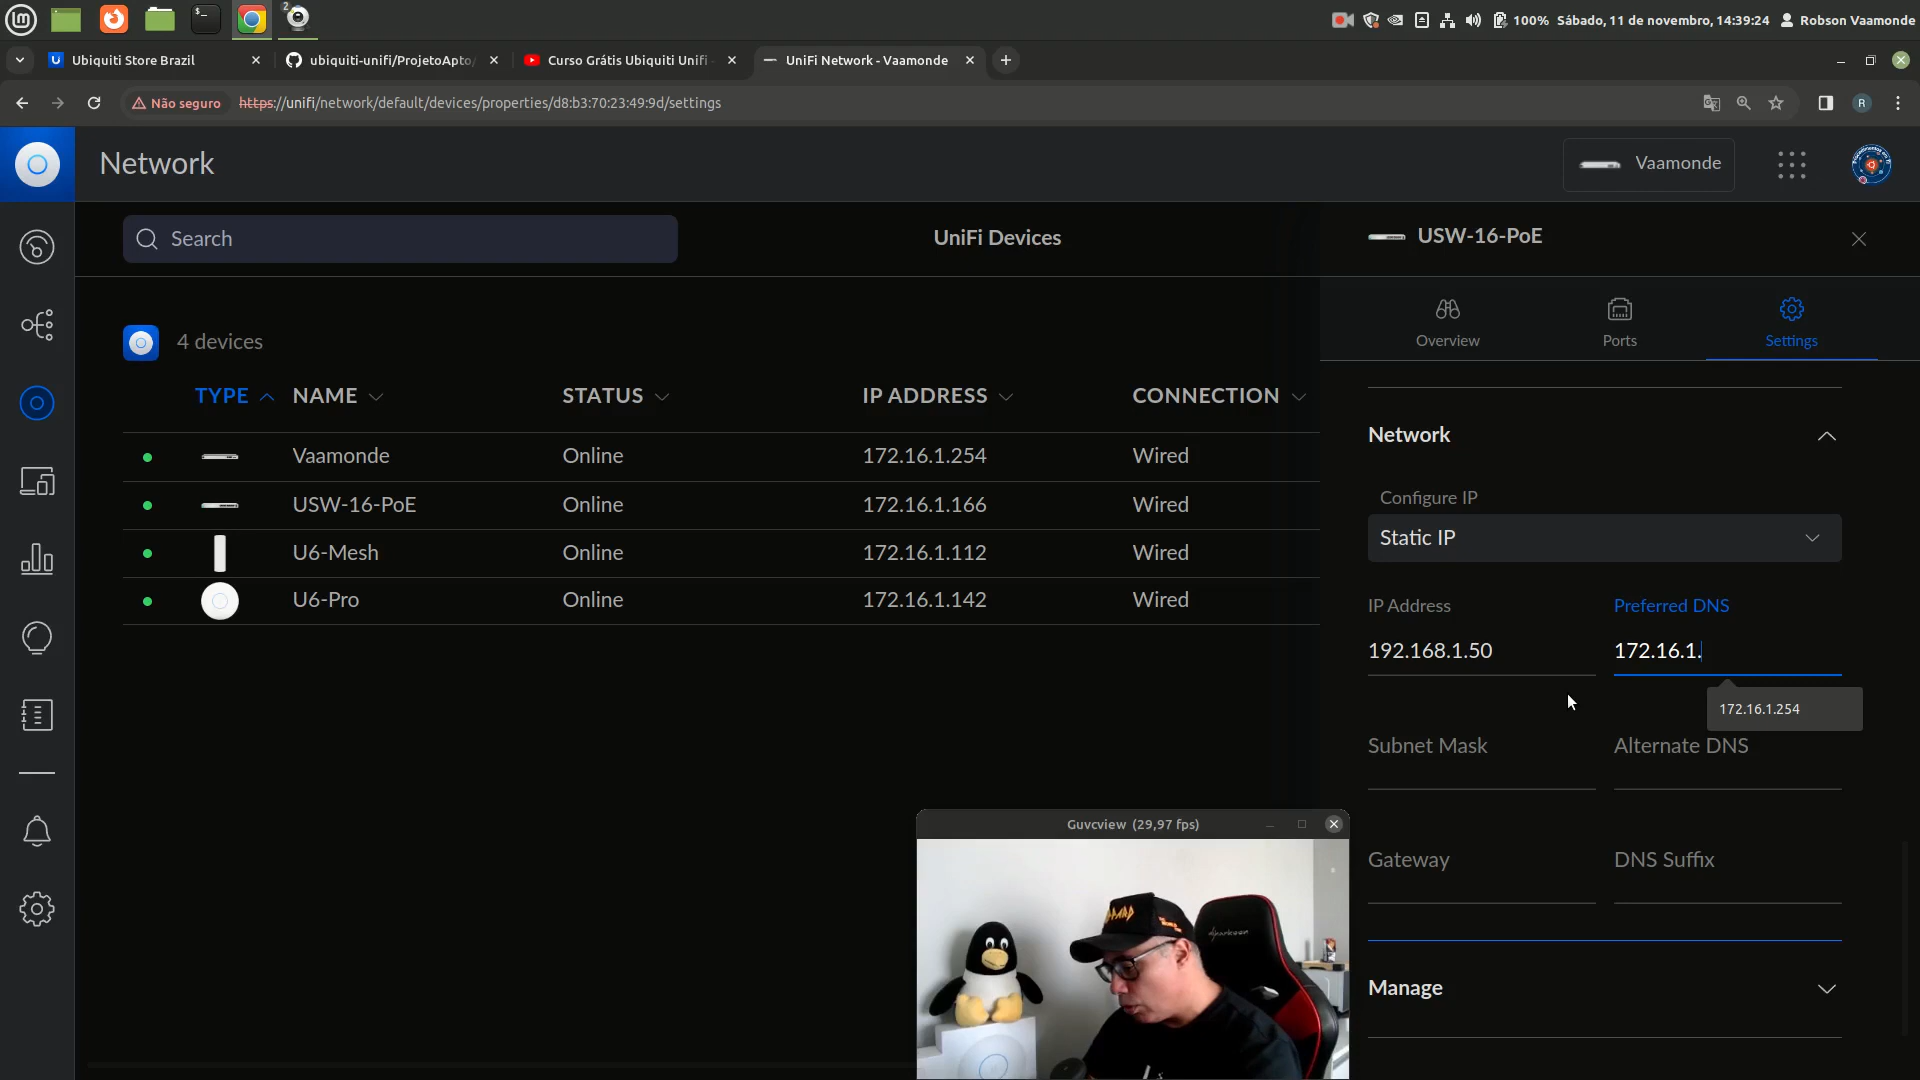 100% Sábado, 11 de novembro, 14:39:24 Robson Vaamonde
Ubiquiti Store Brazil
ubiquiti-unifi/ProjetoApto/
Curso Grátis Ubiquiti Unifi -
UniFi Network - Vaamonde
Não seguro
https://unifi/network/default/devices/properties/d8:b3:70:23:49:9d/settings
R
Network
Vaamonde
Search
UniFi Devices
USW-16-PoE
Overview
Ports
Settings
4 devices
TYPE NAME STATUS IP ADDRESS CONNECTION
Vaamonde Online 172.16.1.254 Wired
USW-16-PoE Online 172.16.1.166 Wired
U6-Mesh Online 172.16.1.112 Wired
U6-Pro Online 172.16.1.142 Wired
Network
Configure IP
Static IP
IP Address Preferred DNS
192.168.1.50 172.16.1.
172.16.1.254
Subnet Mask Alternate DNS
Gateway DNS Suffix
Manage
Guvcview (29,97 fps)